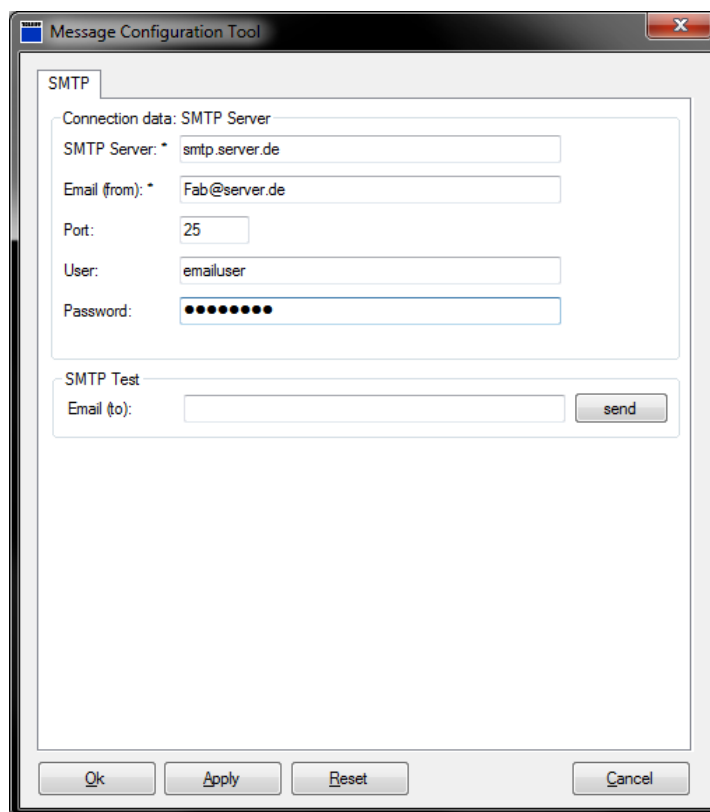 Message Configuration Tool
SMTP
Connection data: SMTP Server
SMTP Server: * smtp.server.de
Email (from): * Fab@server.de
Port: 25
User: emailuser
Password: ●●●●●●●●
SMTP Test
Email (to): send
Ok Apply Reset Cancel